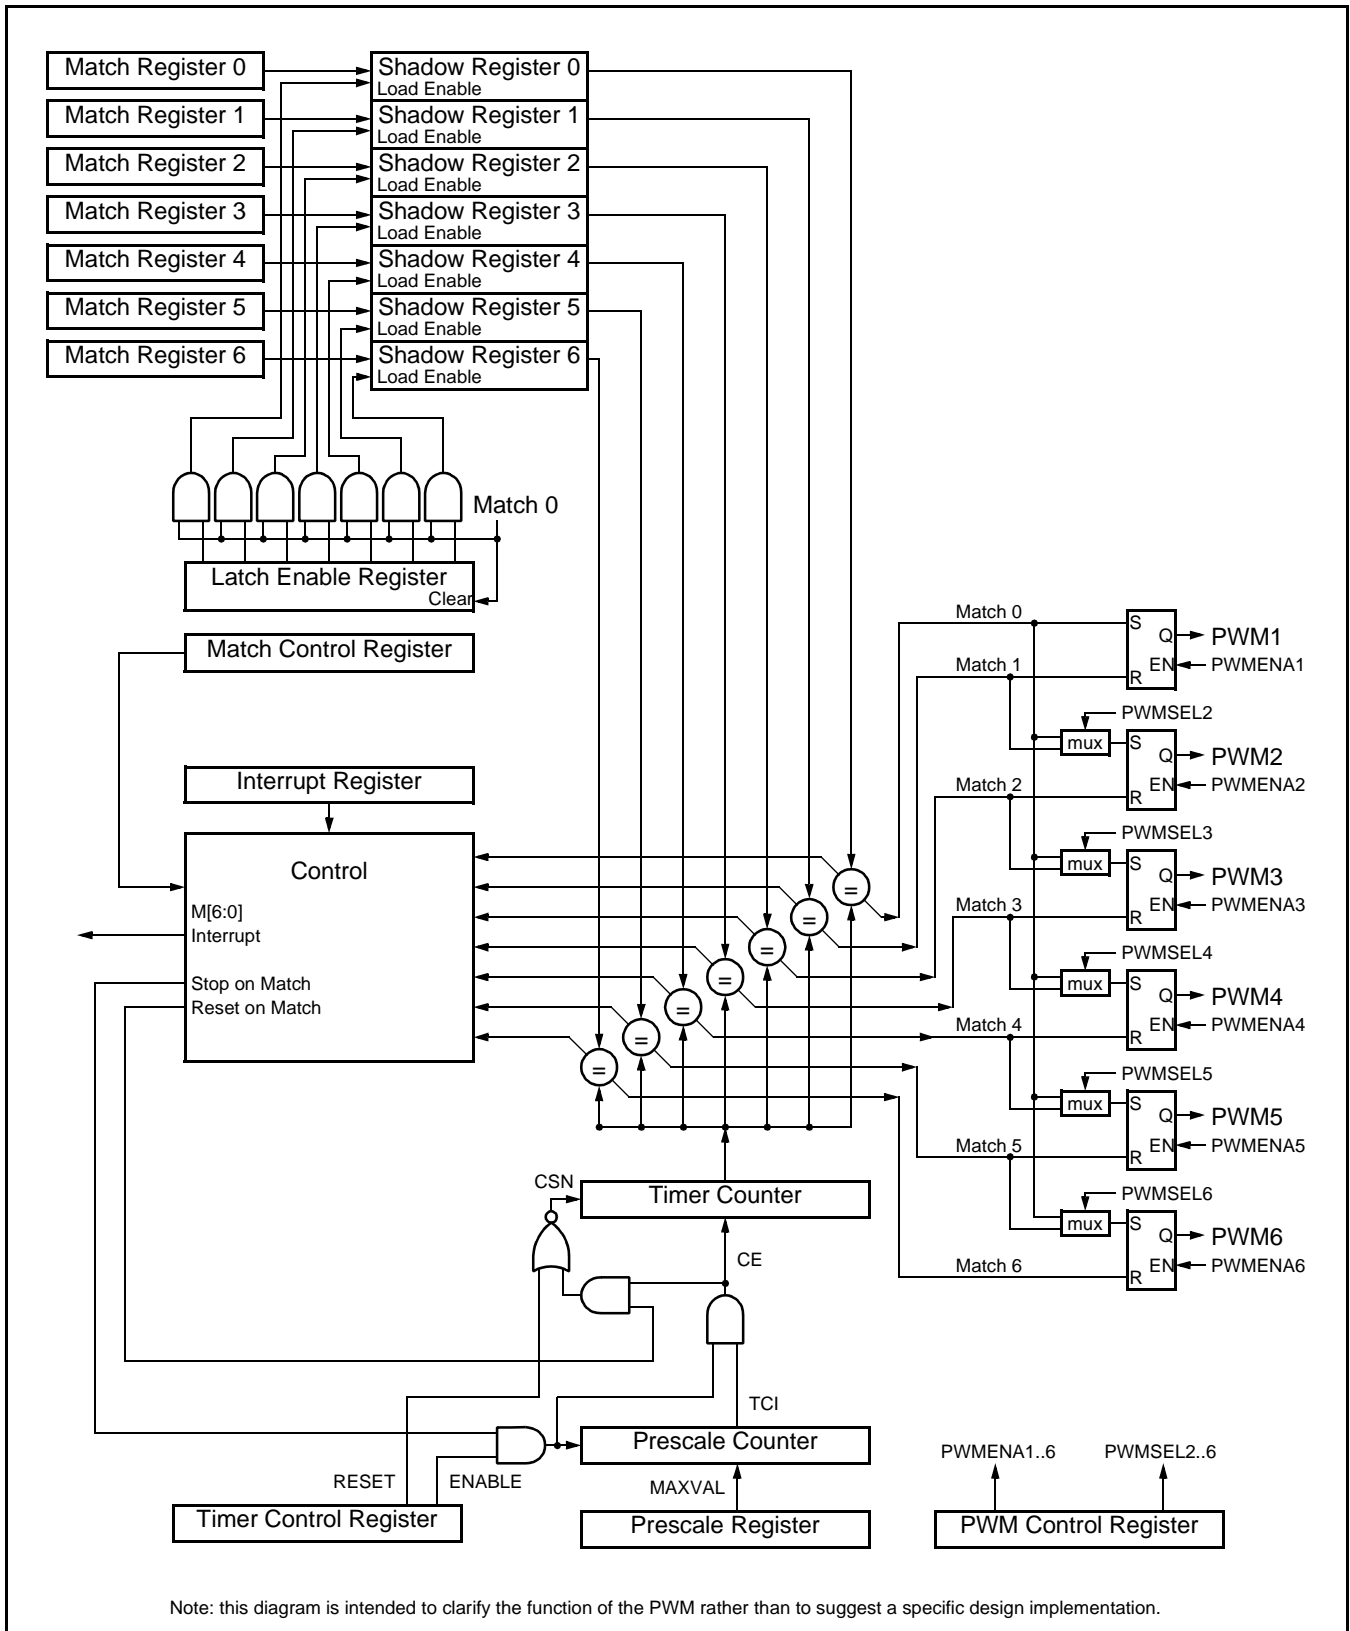 Match Register 0
Shadow Register 0
Load Enable
Match Register 1
Shadow Register 1
Load Enable
Match Register 2
Shadow Register 2
Load Enable
Match Register 3
Shadow Register 3
Load Enable
Match Register 4
Shadow Register 4
Load Enable
Match Register 5
Shadow Register 5
Load Enable
Match Register 6
Shadow Register 6
Load Enable
Match 0
Latch Enable Register
Clear
Match Control Register
Interrupt Register
Control
M[6:0]
Interrupt
Stop on Match
Reset on Match
=
=
=
=
=
=
=
Match 0
S
Q
PWM1
Match 1
EN
PWMENA1
R
PWMSEL2
mux
S
Q
PWM2
Match 2
EN
PWMENA2
R
PWMSEL3
mux
S
Q
PWM3
Match 3
EN
PWMENA3
R
PWMSEL4
mux
S
Q
PWM4
Match 4
EN
PWMENA4
R
PWMSEL5
mux
S
Q
PWM5
Match 5
EN
PWMENA5
R
PWMSEL6
mux
S
Q
PWM6
Match 6
EN
PWMENA6
R
CSN
Timer Counter
CE
TCI
Prescale Counter
RESET
ENABLE
MAXVAL
Timer Control Register
Prescale Register
PWMENA1..6
PWMSEL2..6
PWM Control Register
Note: this diagram is intended to clarify the function of the PWM rather than to suggest a specific design implementation.